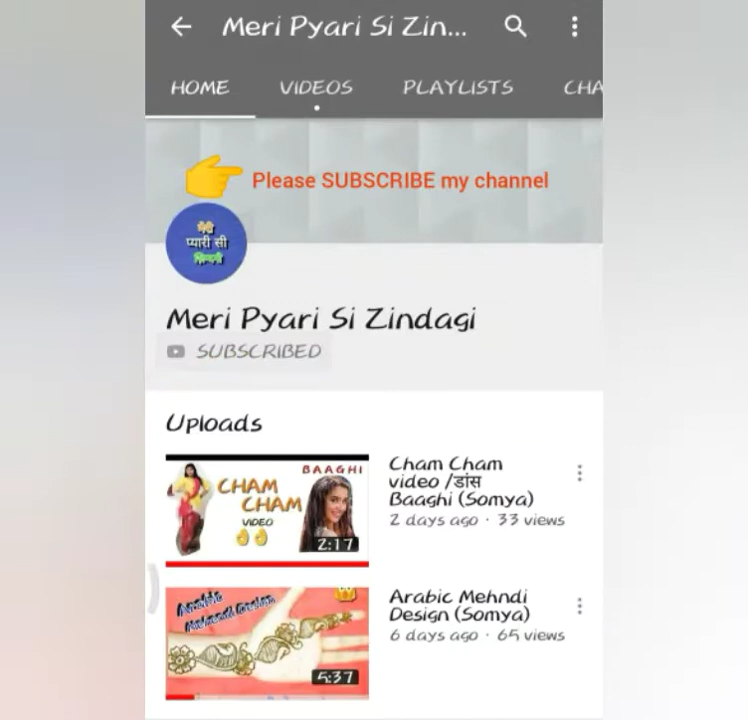 Meri Pyari Si Zin...
HOME VIDEOS PLAYLISTS CHA
Please SUBSCRIBE my channel
मेरी
प्यारी सी
ज़िन्दगी
Meri Pyari Si Zindagi
SUBSCRIBED
Uploads
BAAGHI
CHAM
CHAM
VIDEO
2:17
Cham Cham
video /डांस
Baaghi (Somya)
2 days ago · 33 views
Arabic
Mehendi Design
5:37
Arabic Mehndi
Design (Somya)
6 days ago · 65 views